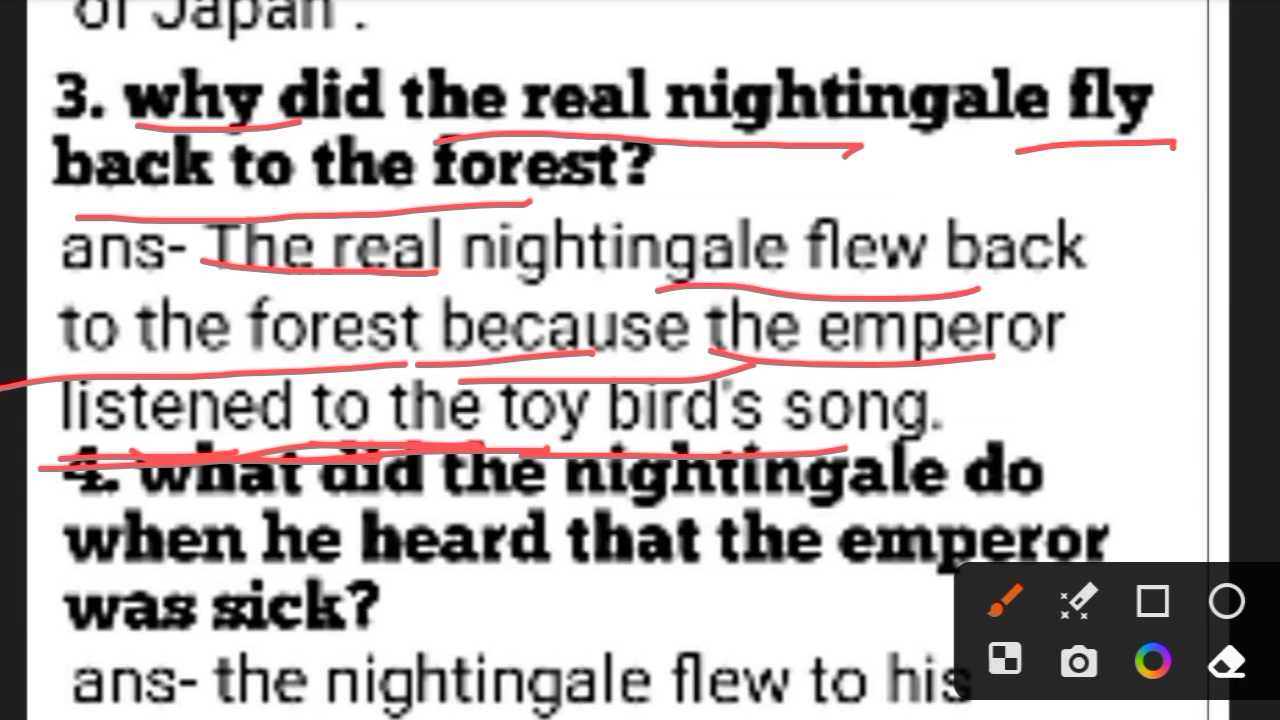 of Japan .
3. why did the real nightingale fly
back to the forest?
ans- The real nightingale flew back
to the forest because the emperor
listened to the toy bird's song.
4. what did the nightingale do
when he heard that the emperor
was sick?
ans- the nightingale flew to his